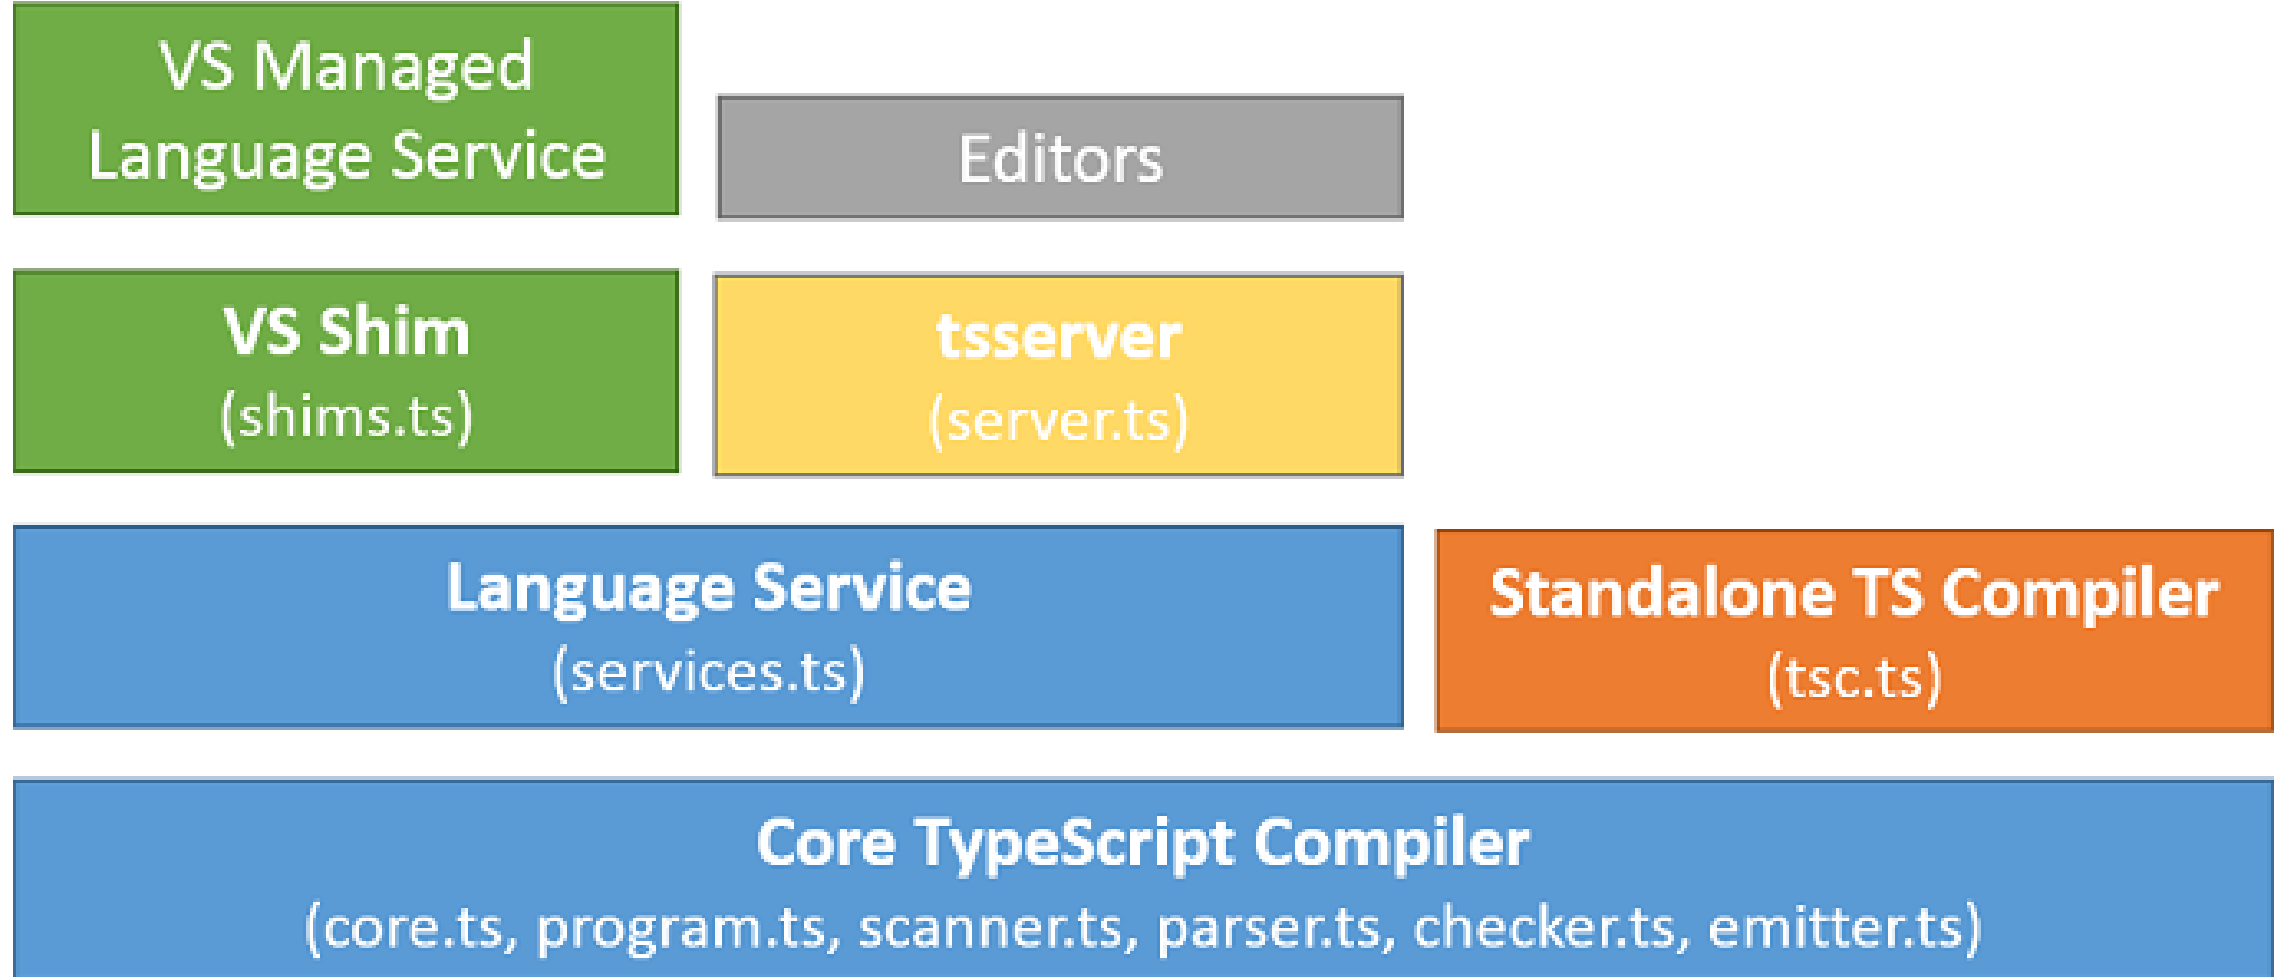 VS Managed
Language Service
Editors
VS Shim
(shims.ts)
tsserver
(server.ts)
Language Service
(services.ts)
Standalone TS Compiler
(tsc.ts)
Core TypeScript Compiler
(core.ts, program.ts, scanner.ts, parser.ts, checker.ts, emitter.ts)